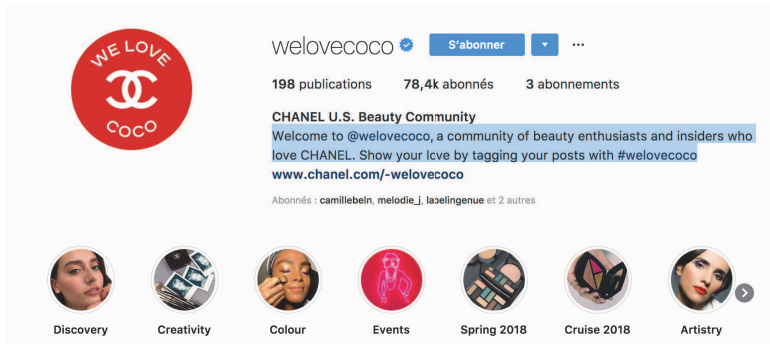 WE LOVE
COCO
welovecoco S'abonner
198 publications 78,4k abonnés 3 abonnements
CHANEL U.S. Beauty Community
Welcome to @welovecoco, a community of beauty enthusiasts and insiders who
love CHANEL. Show your love by tagging your posts with #welovecoco
www.chanel.com/-welovecoco
Abonnés : camillebeln, melodie_j, labelingenue et 2 autres
Discovery Creativity Colour Events Spring 2018 Cruise 2018 Artistry